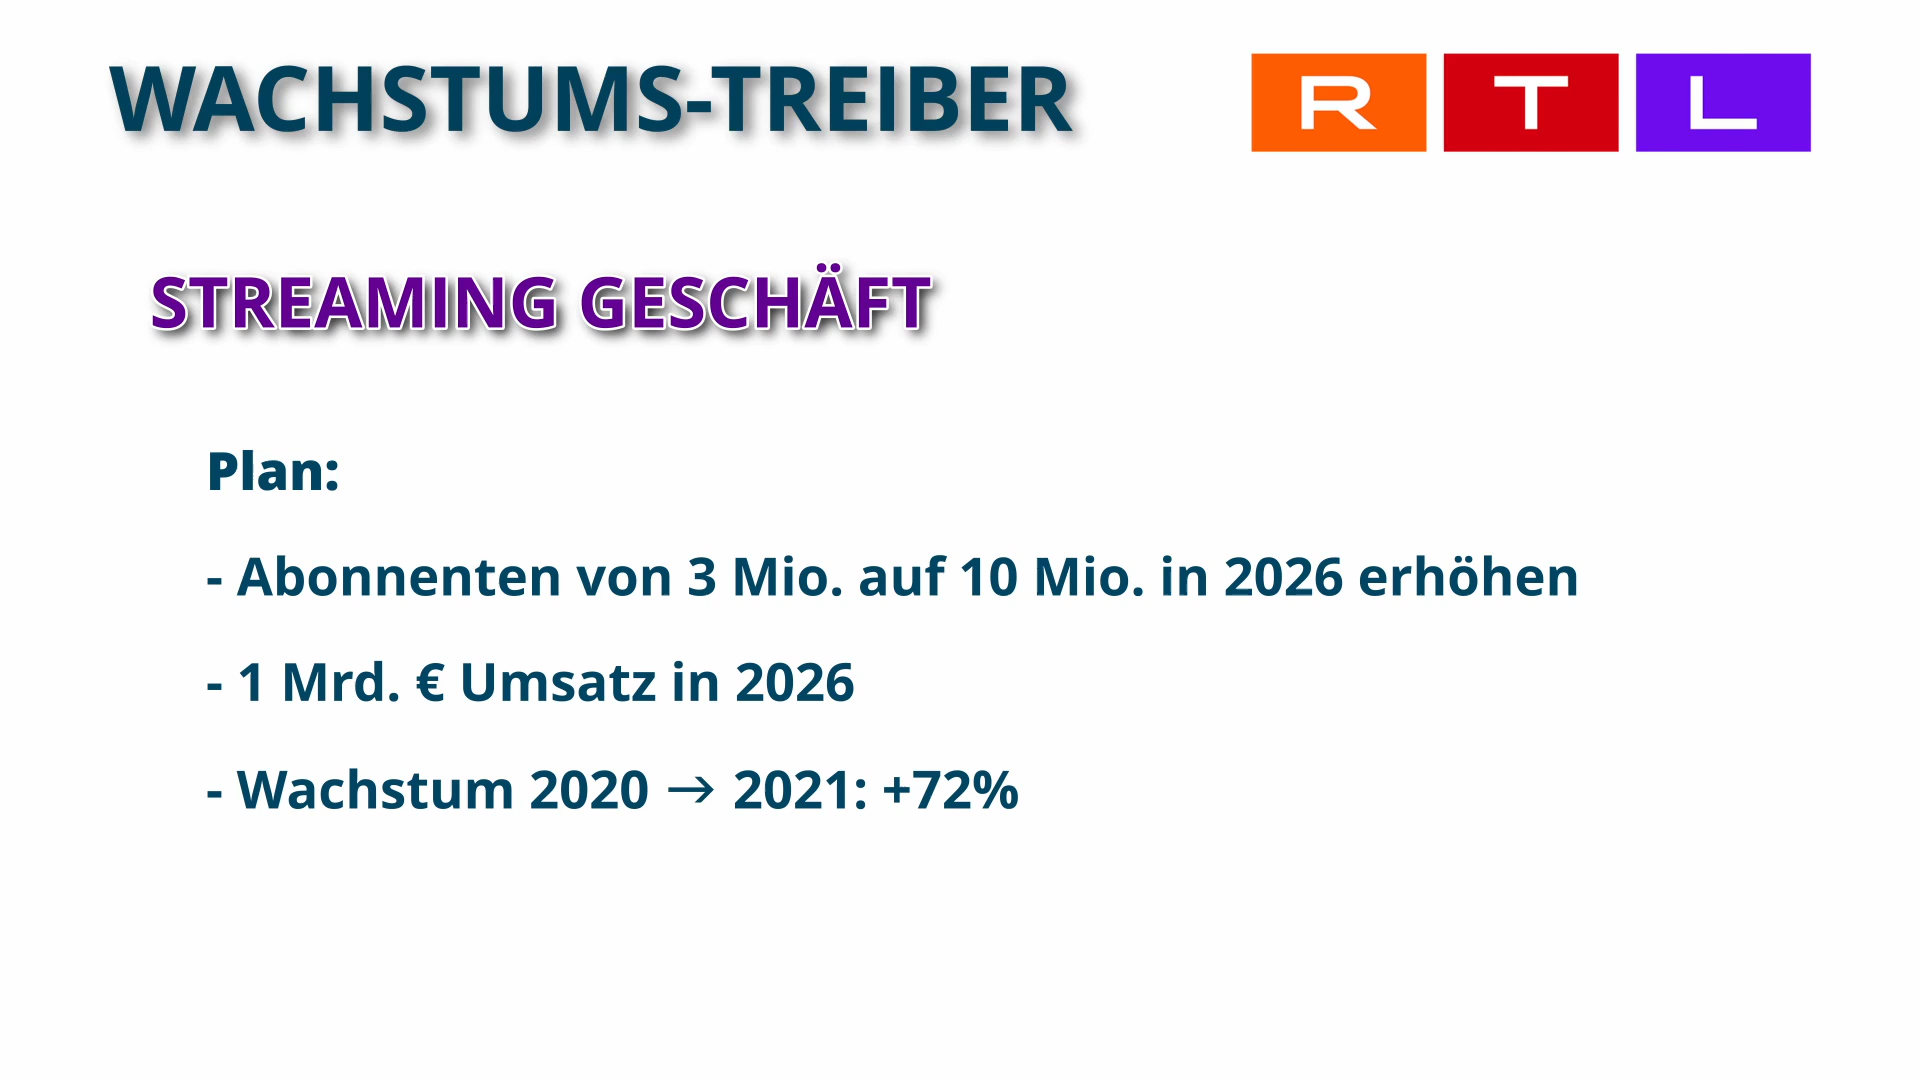 WACHSTUMS-TREIBER
RTL
STREAMING GESCHÄFT
Plan:
- Abonnenten von 3 Mio. auf 10 Mio. in 2026 erhöhen
- 1 Mrd. € Umsatz in 2026
- Wachstum 2020 → 2021: +72%